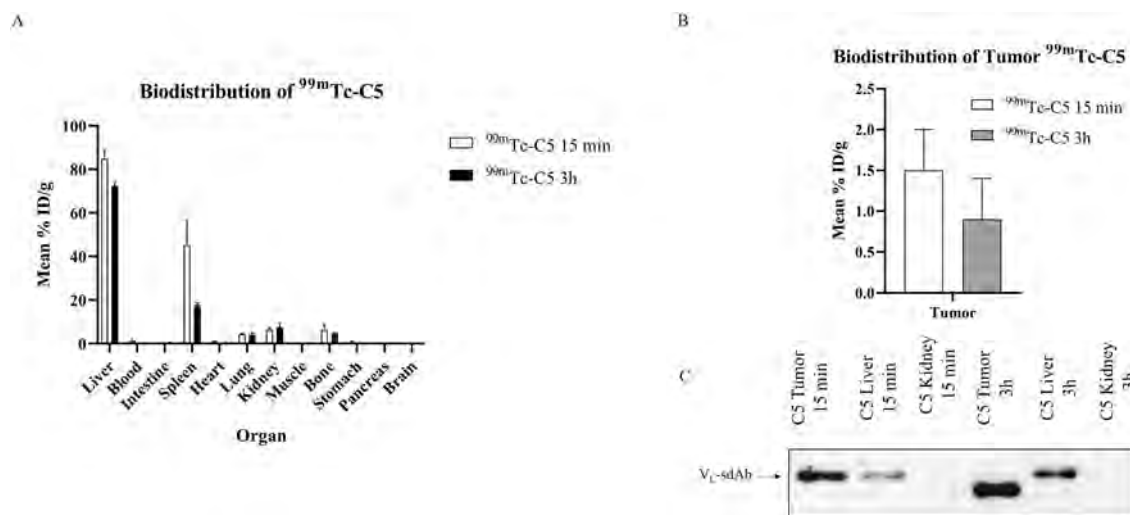 A
Biodistribution of 99mTc-C5
Mean % ID/g
100
80
60
40
20
0
99mTc-C5 15 min
99mTc-C5 3h
Liver
Blood
Intestine
Spleen
Heart
Lung
Kidney
Muscle
Bone
Stomach
Pancreas
Brain
Organ
B
Biodistribution of Tumor 99mTc-C5
Mean % ID/g
2.5
2.0
1.5
1.0
0.5
0.0
99mTc-C5 15 min
99mTc-C5 3h
Tumor
C
C5 Tumor
15 min
C5 Liver
15 min
C5 Kidney
15 min
C5 Tumor
3h
C5 Liver
3h
C5 Kidney
3h
VL-sdAb